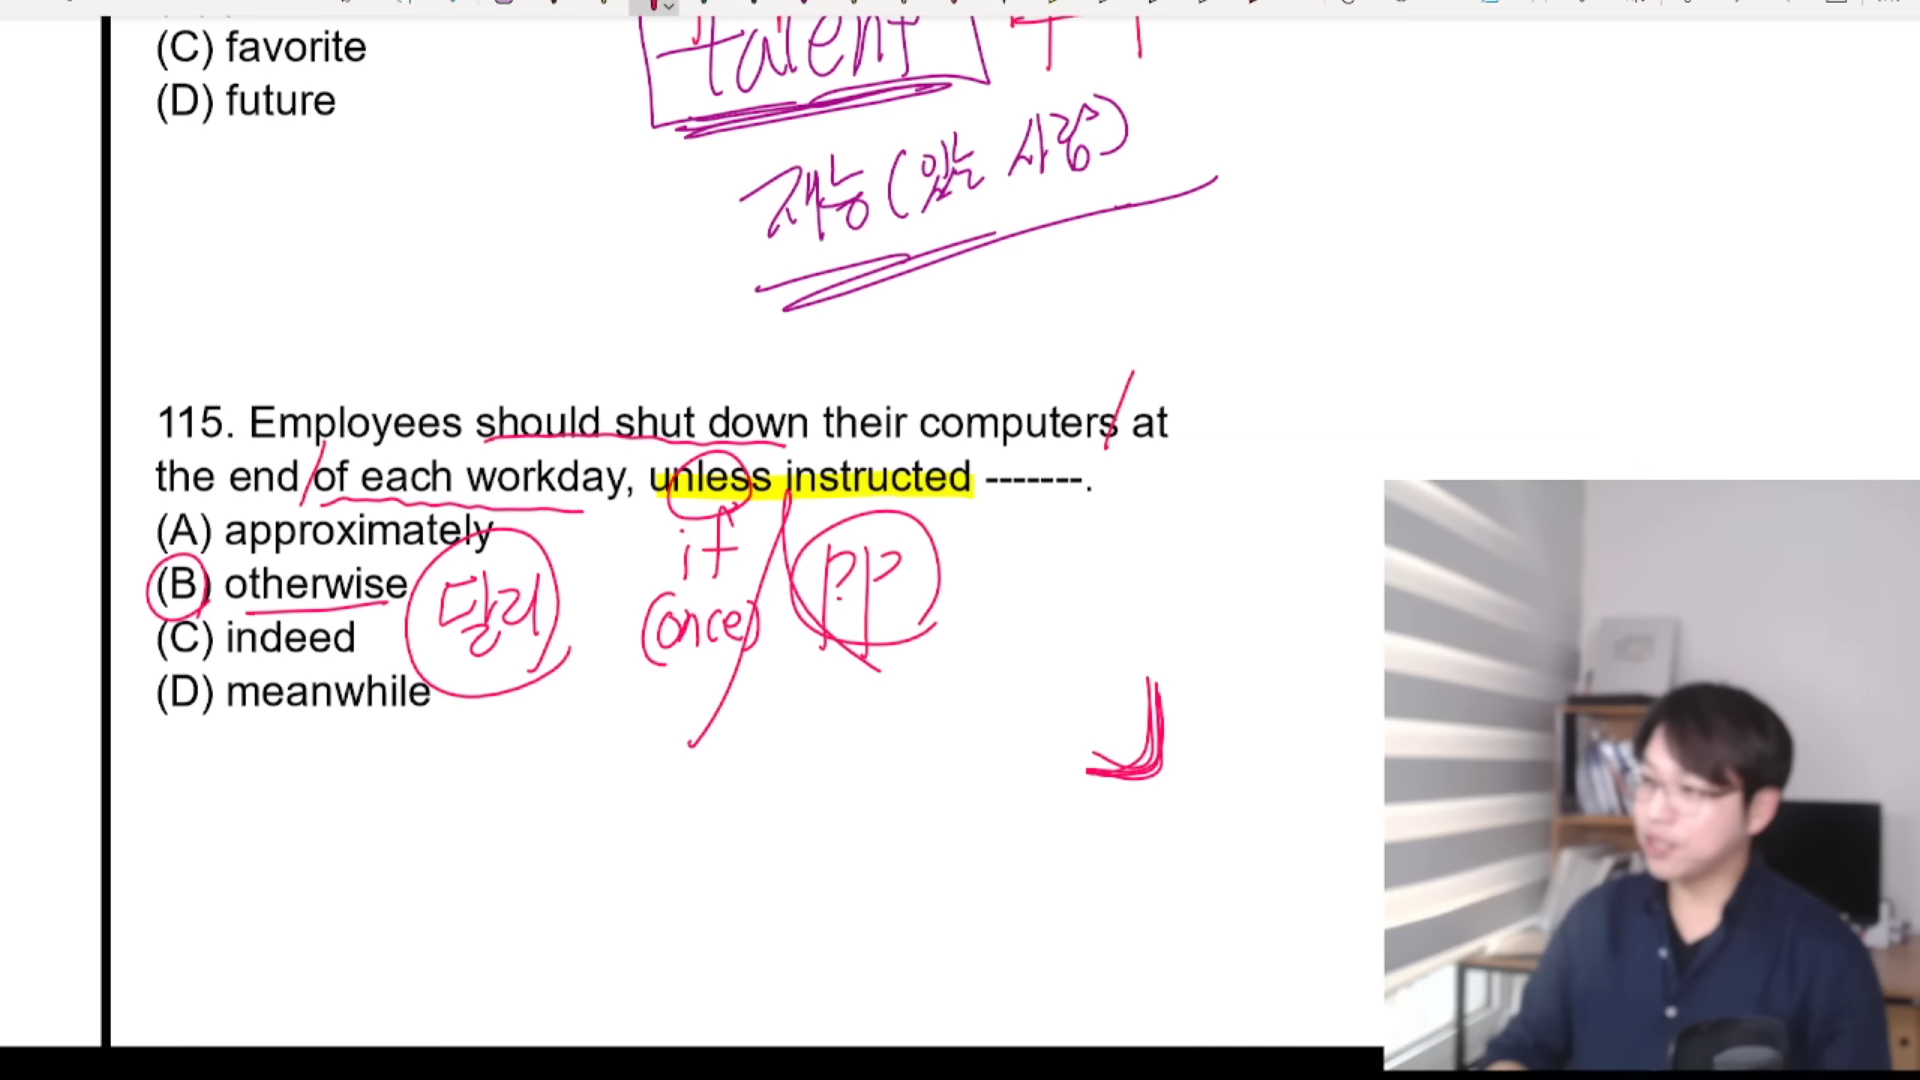 (C) favorite
(D) future
talent
재능(있는 사람)
115. Employees should shut down their computers at
the end of each workday, unless instructed -------.
(A) approximately
(B) otherwise
(C) indeed
(D) meanwhile
달리
if
(once)
PP